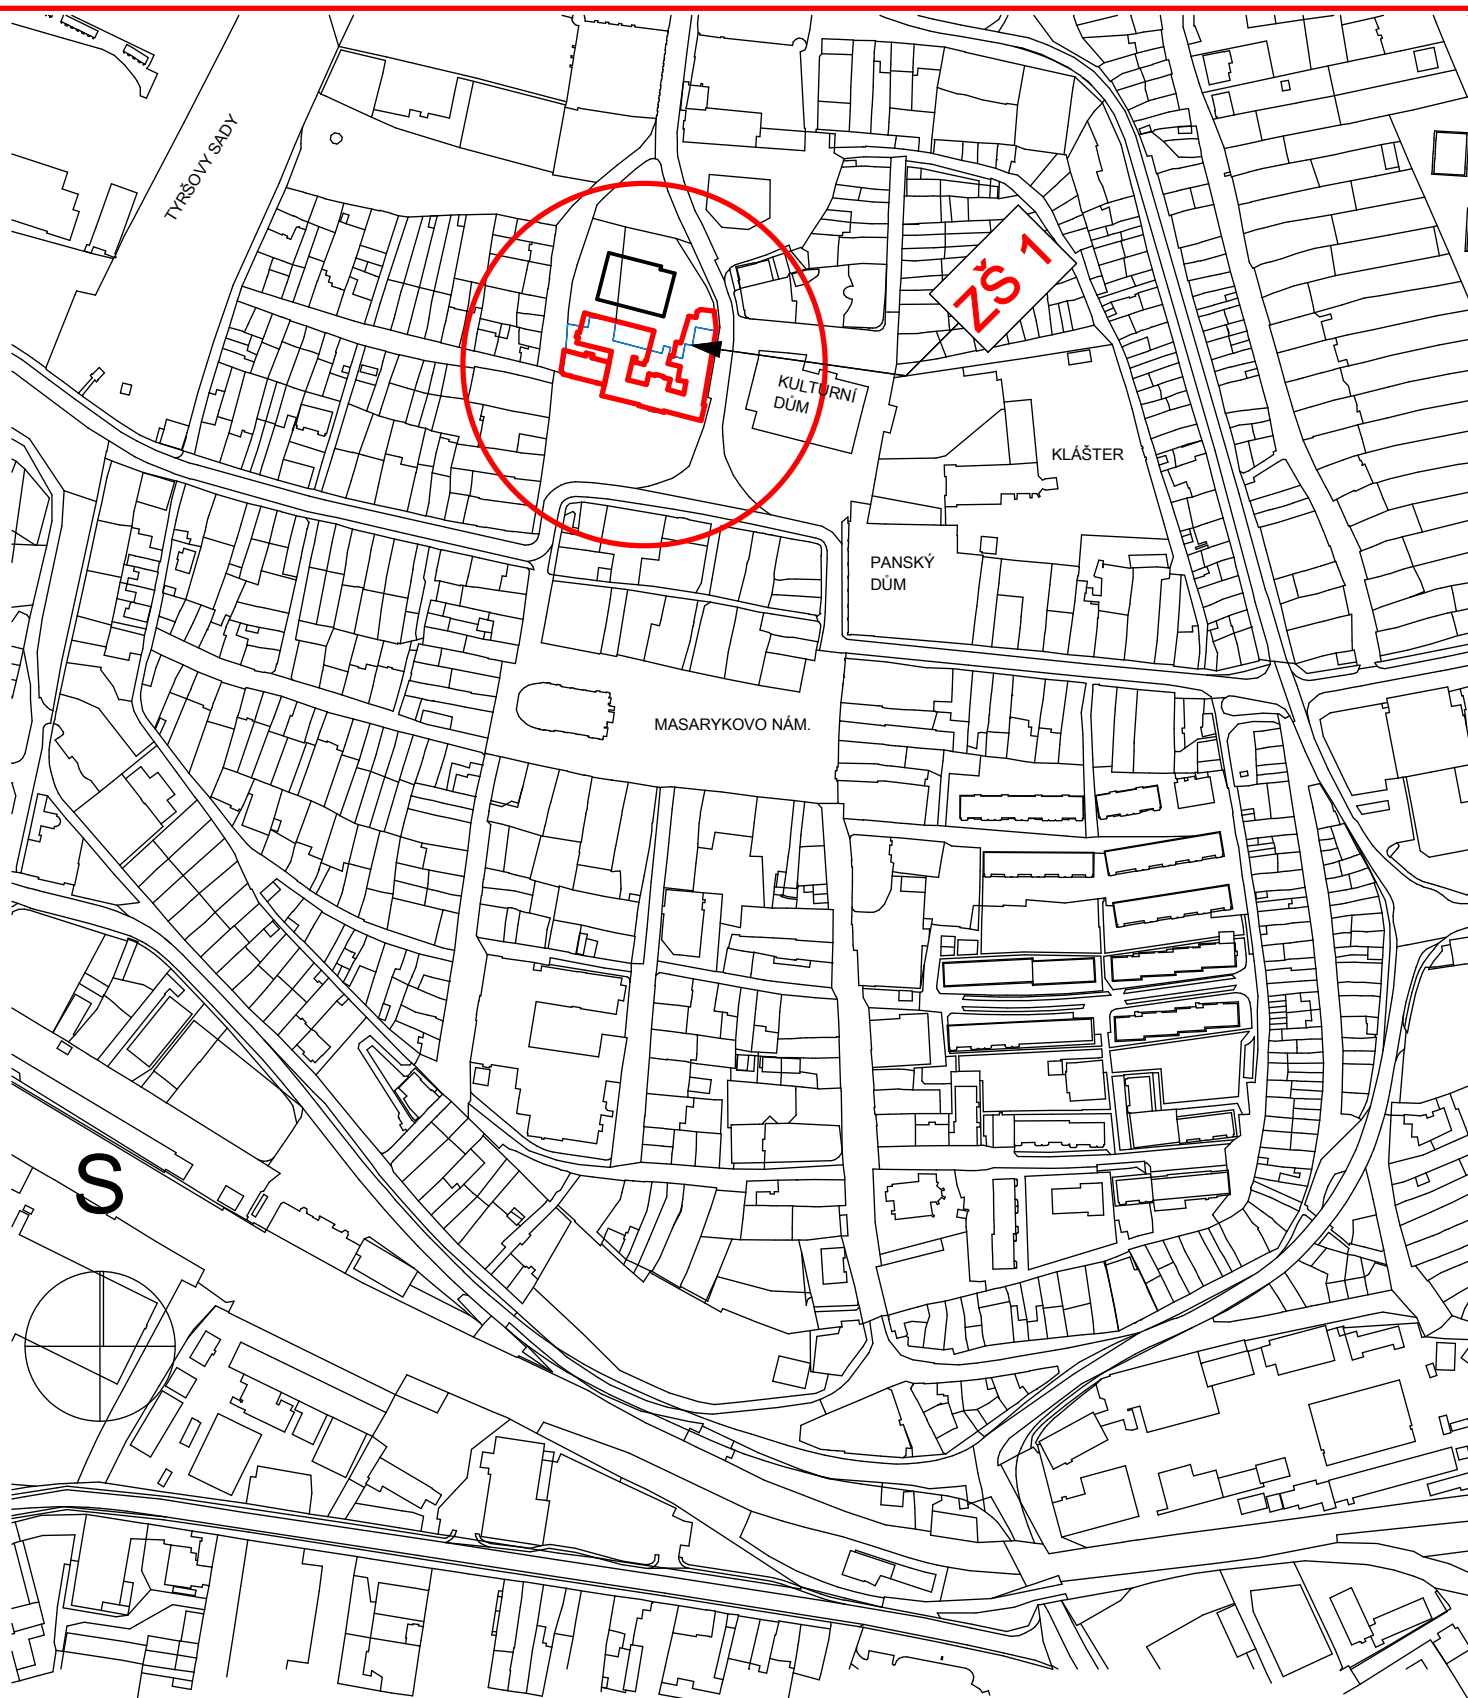 TYRŠOVY SADY
ZŠ 1
KULTURNÍ
DŮM
KLÁŠTER
PANSKÝ
DŮM
MASARYKOVO NÁM.
S